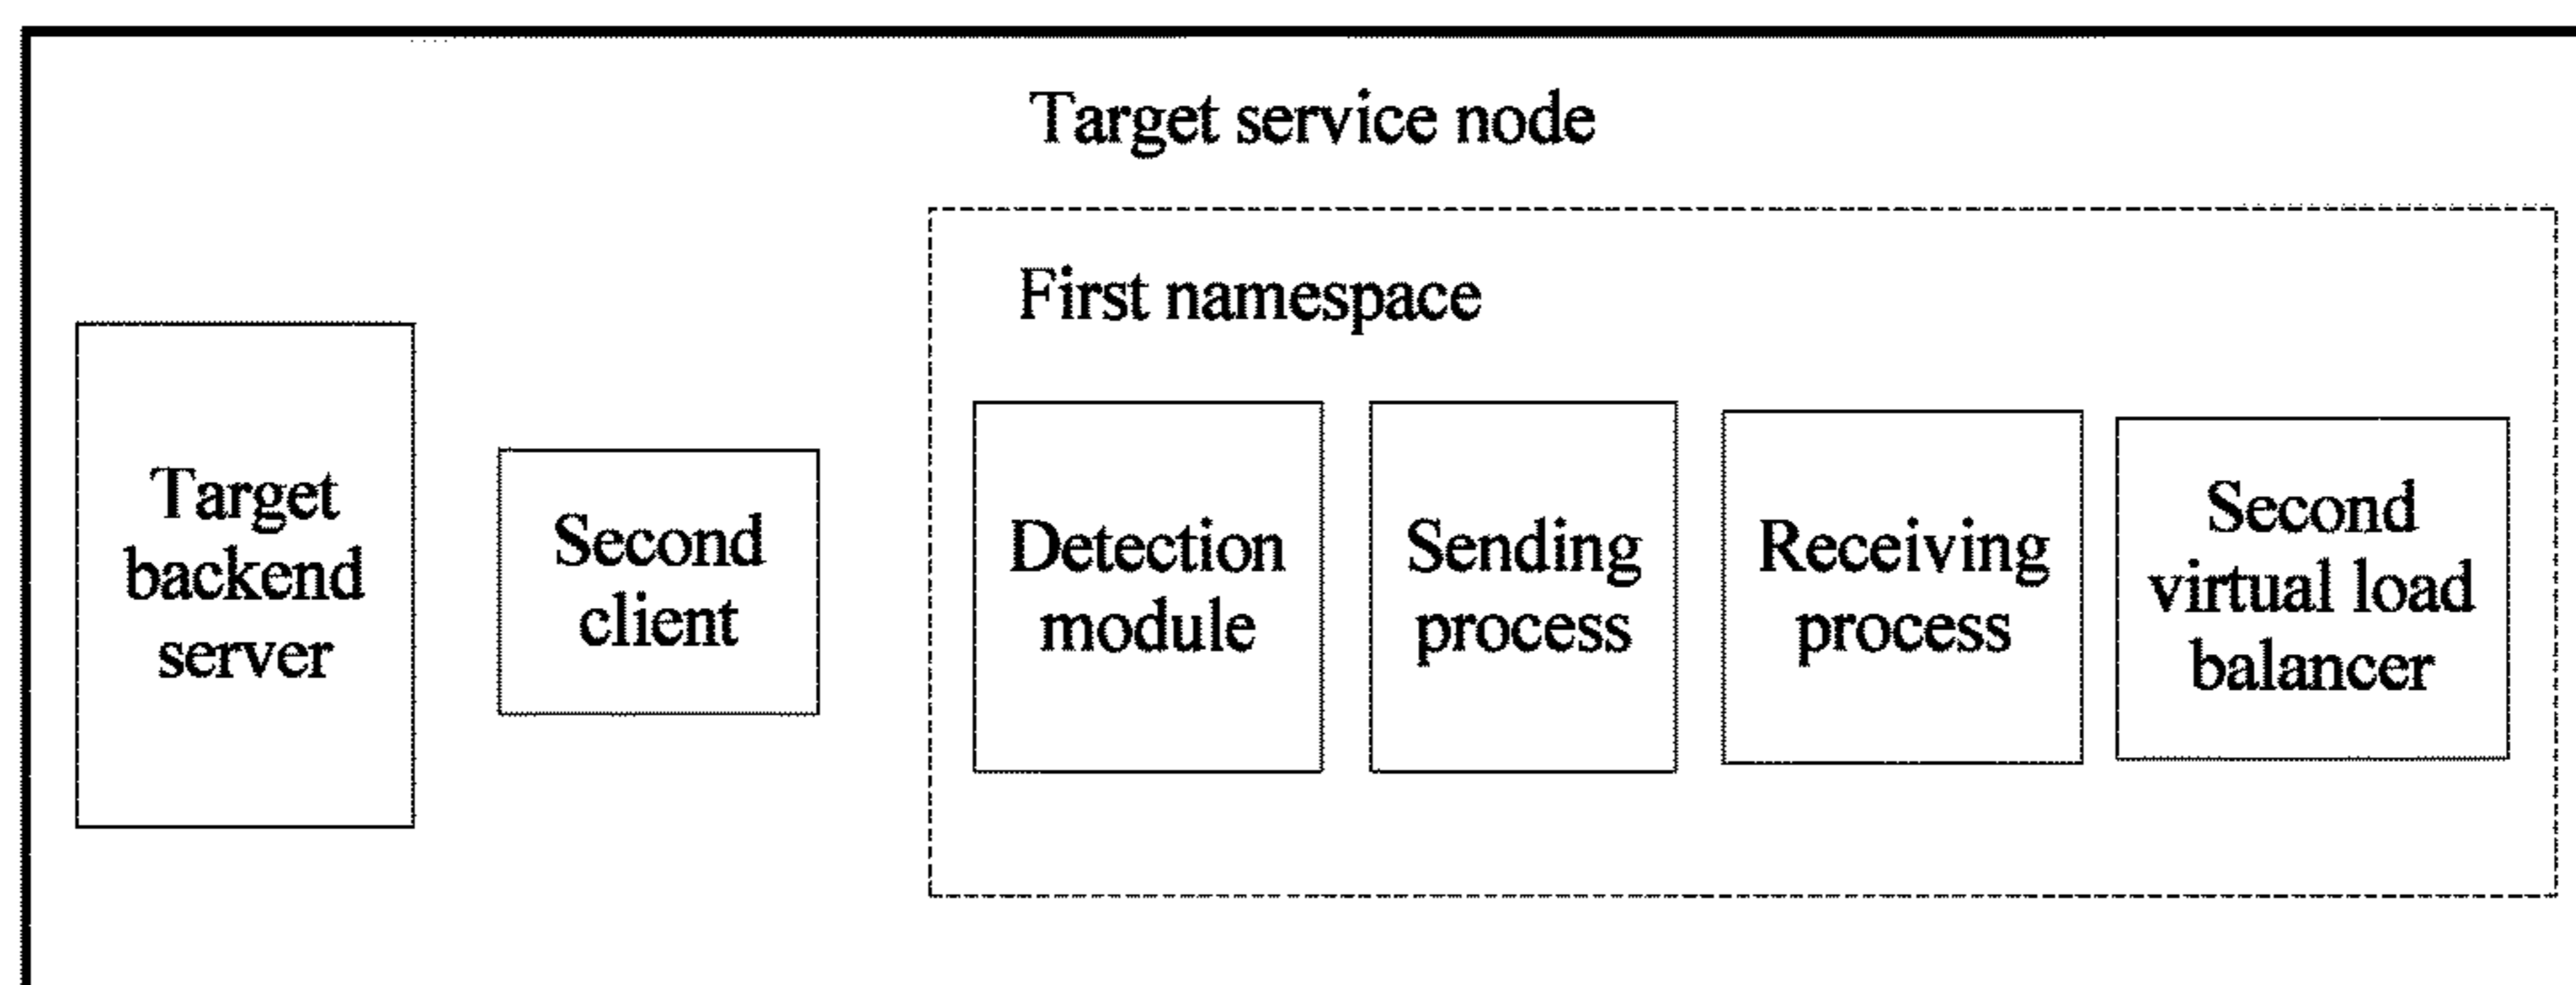 Target service node
First namespace
Target
backend
server
Second
client
Detection
module
Sending
process
Receiving
process
Second
virtual load
balancer